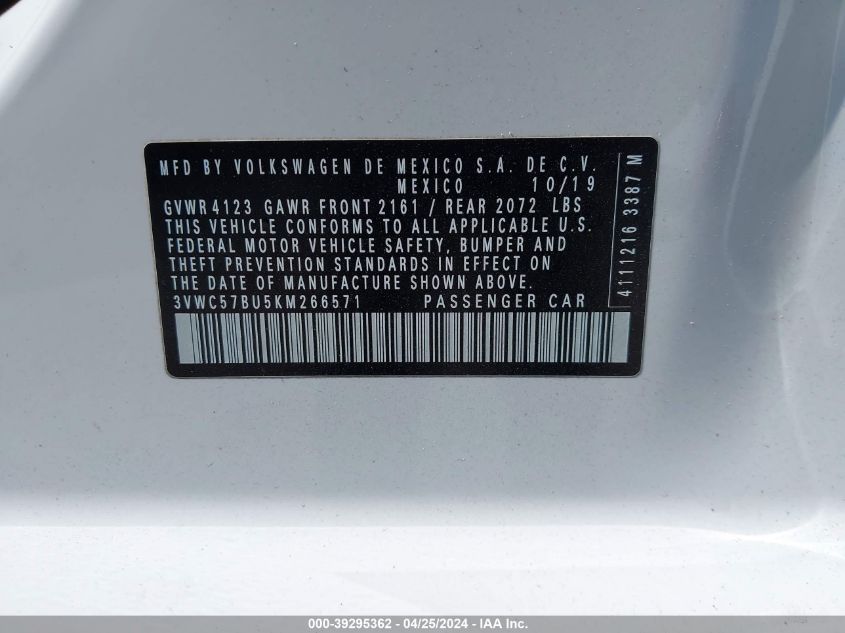 MFD BY VOLKSWAGEN DE MEXICO S.A. DE C.V.
MEXICO 10/19
GVWR 4123 GAWR FRONT 2161 / REAR 2072 LBS
THIS VEHICLE CONFORMS TO ALL APPLICABLE U.S.
FEDERAL MOTOR VEHICLE SAFETY, BUMPER AND
THEFT PREVENTION STANDARDS IN EFFECT ON
THE DATE OF MANUFACTURE SHOWN ABOVE.
3VWC57BU5KM266571 PASSENGER CAR
4111216 3387 M
000-39295362 - 04/25/2024 - IAA Inc.